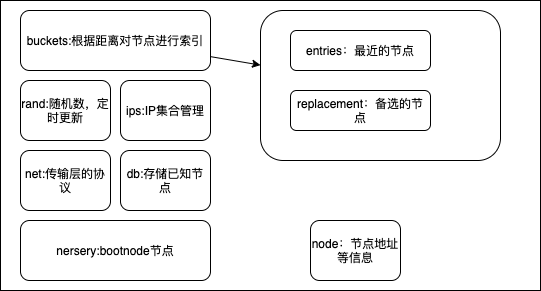 buckets:根据距离对节点进行索引
entries：最近的节点
rand:随机数，定
时更新
ips:IP集合管理
replacement：备选的节
点
net:传输层的协
议
db:存储已知节
点
nersery:bootnode节点
node：节点地址
等信息